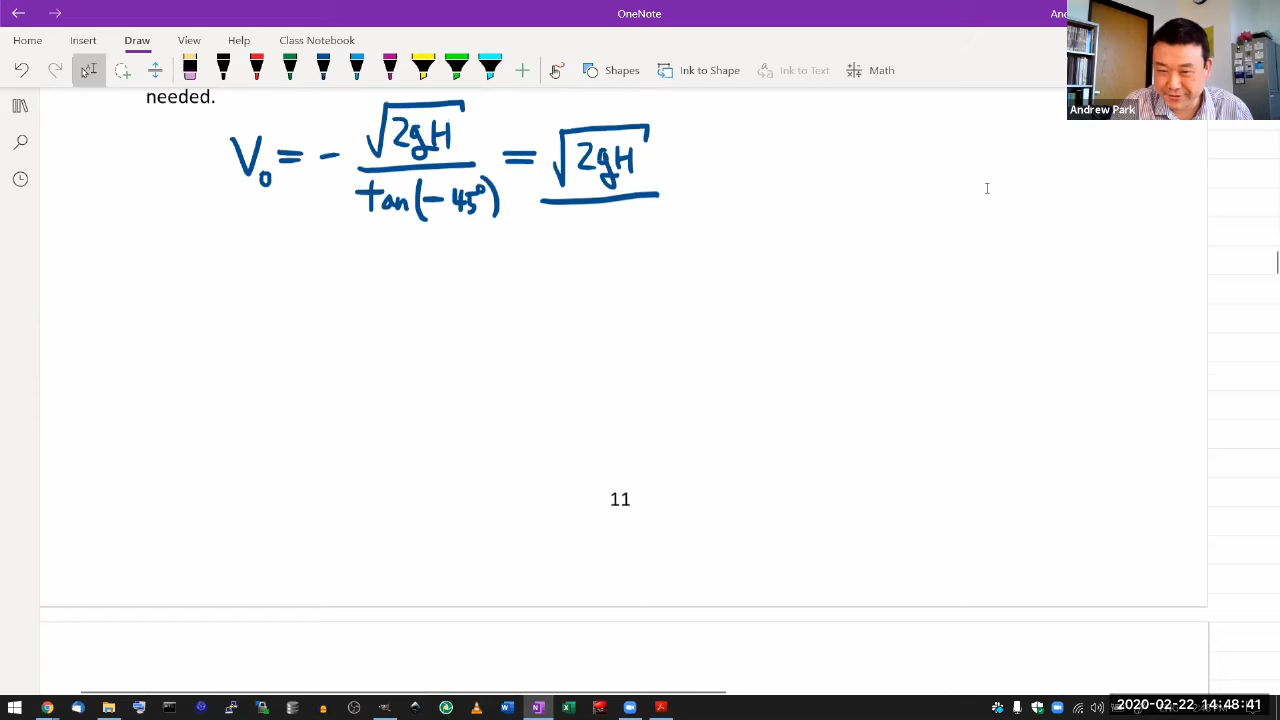 OneNote
And
Home Insert Draw View Help Class Notebook
Shapes Ink to Shape Ink to Text Math
Andrew Park
needed.
V₀ = - √2gH / tan(-45°) = √2gH
11
2020-02-22 14:48:41